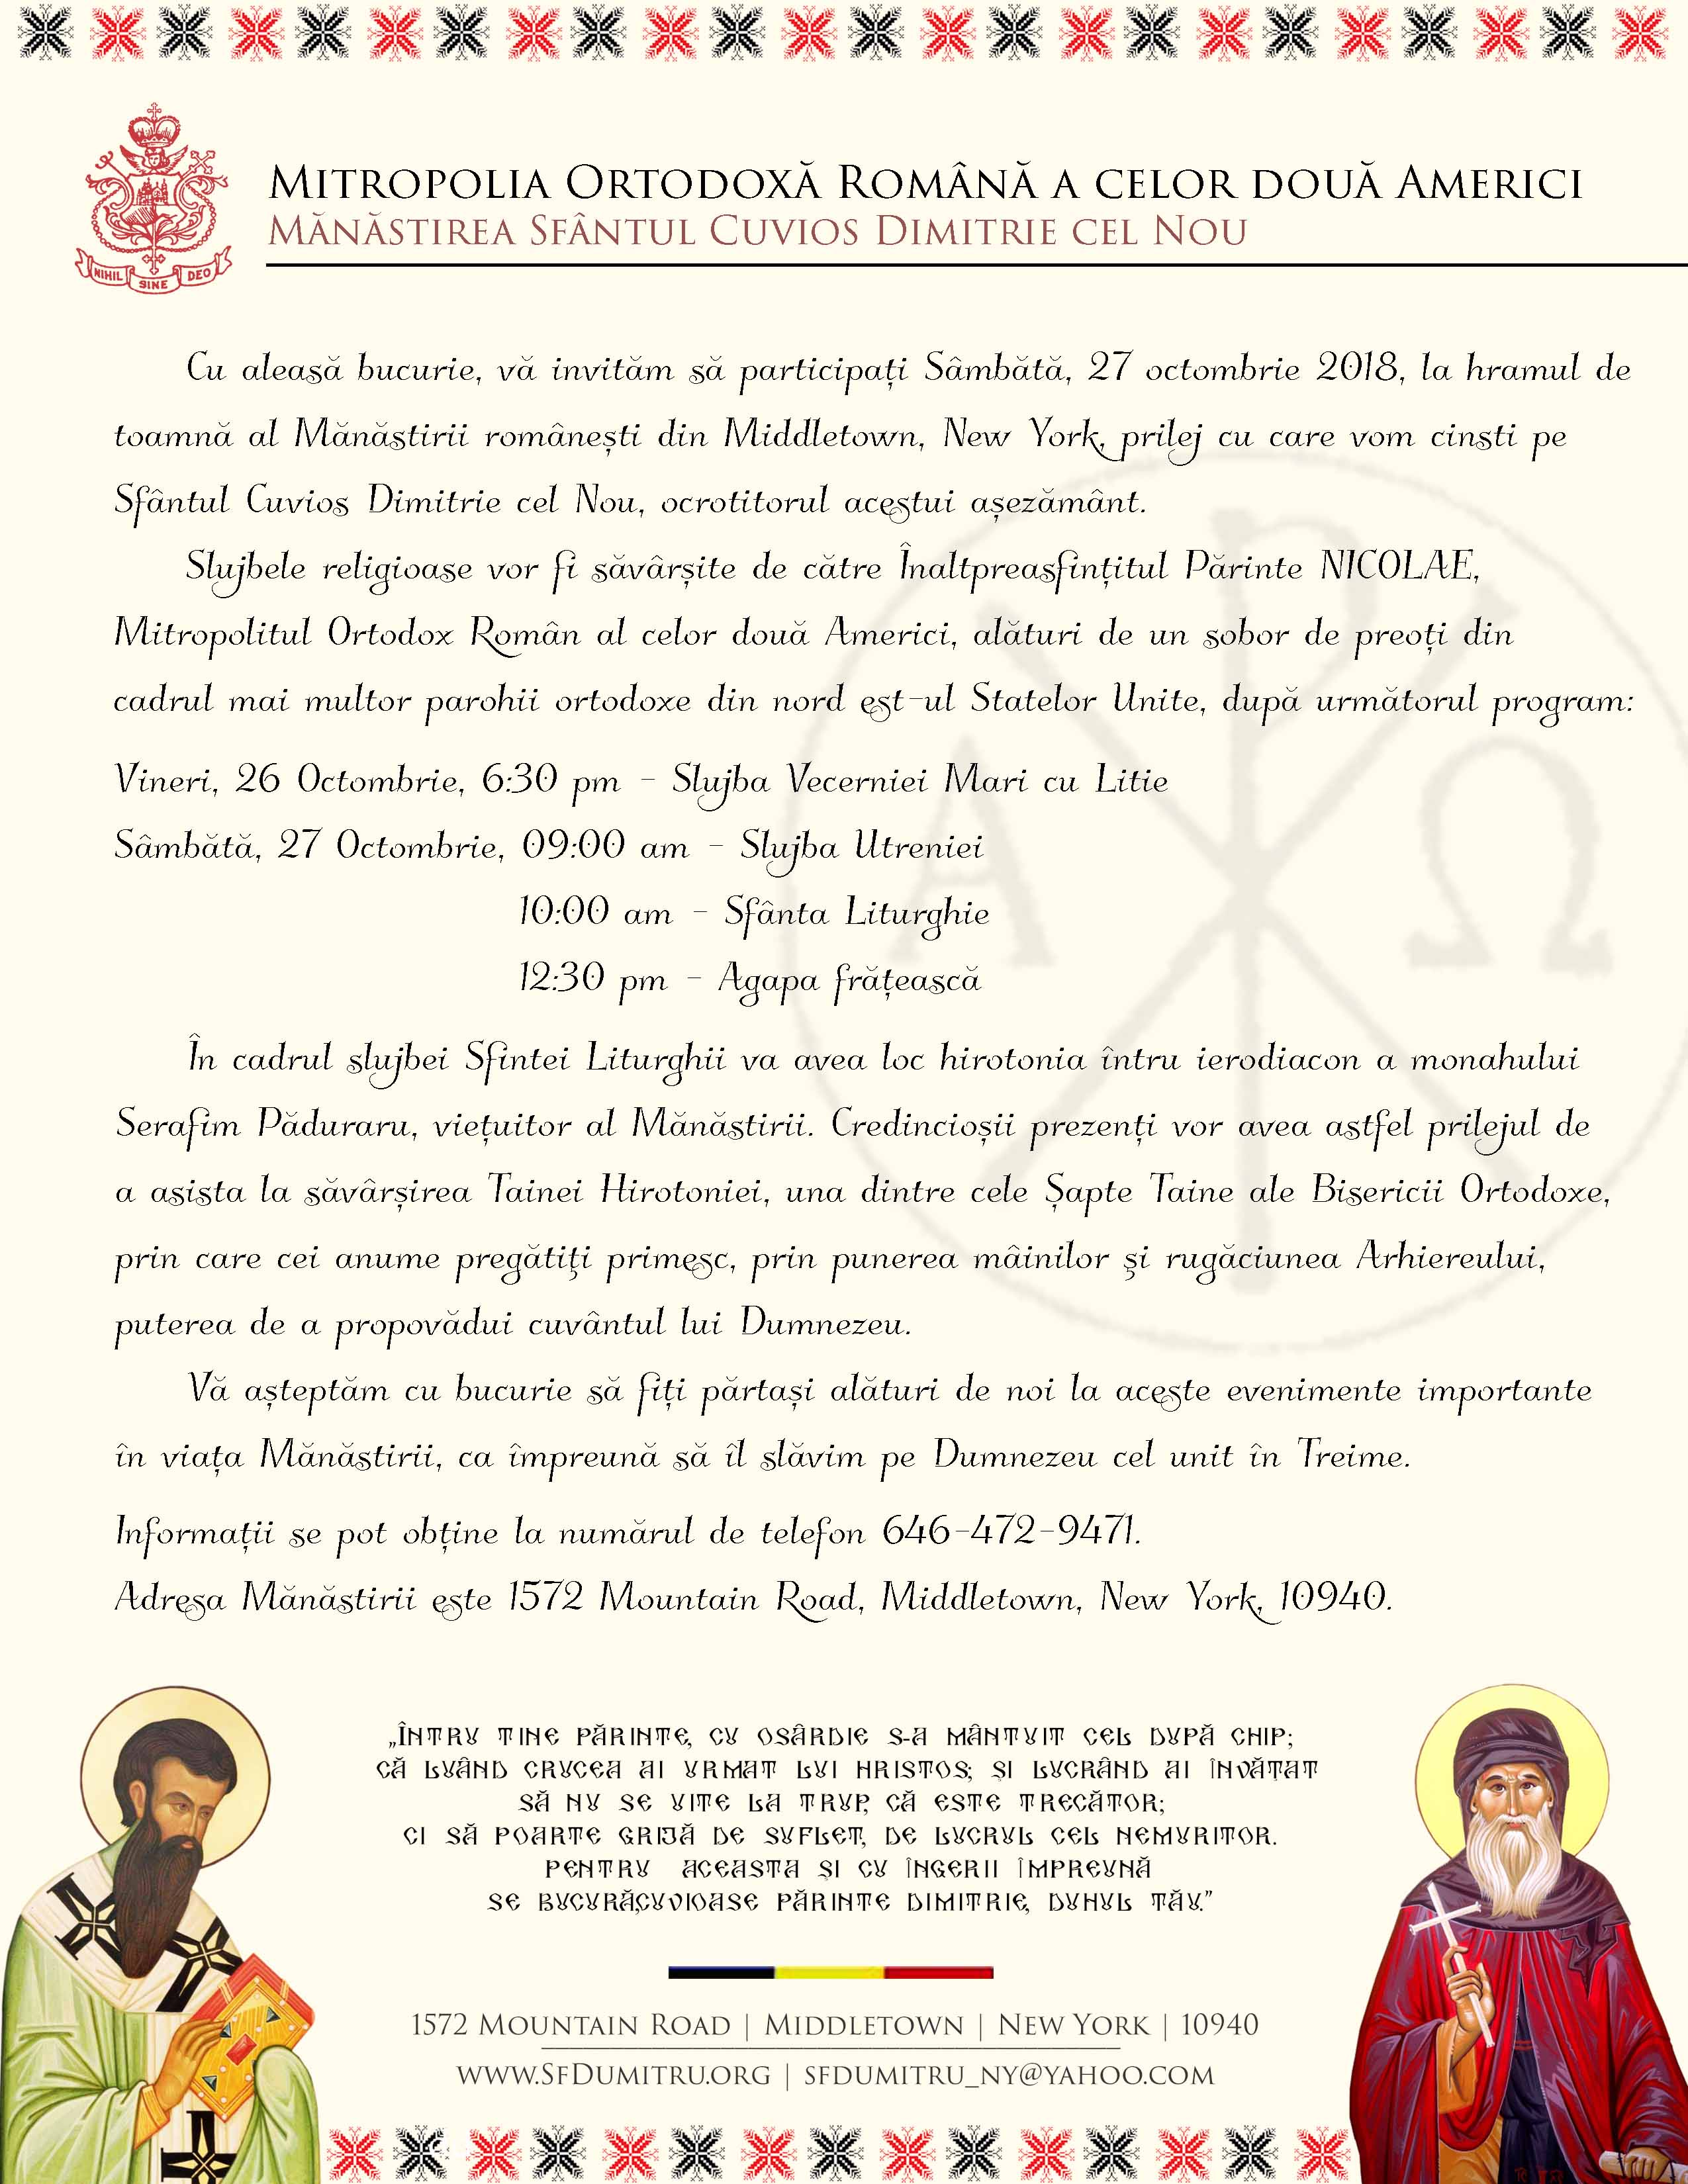 NIHIL SINE DEO
Mitropolia Ortodoxă Română a celor două Americi
Mănăstirea Sfântul Cuvios Dimitrie cel Nou
Cu aleasă bucurie, vă invităm să participați Sâmbătă, 27 octombrie 2018, la hramul de
toamnă al Mănăstirii românești din Middletown, New York, prilej cu care vom cinsti pe
Sfântul Cuvios Dimitrie cel Nou, ocrotitorul acestui așezământ.
Slujbele religioase vor fi săvârșite de către Înaltpreasfințitul Părinte NICOLAE,
Mitropolitul Ortodox Român al celor două Americi, alături de un sobor de preoți din
cadrul mai multor parohii ortodoxe din nord est-ul Statelor Unite, după următorul program:
Vineri, 26 Octombrie, 6:30 pm - Slujba Vecerniei Mari cu Litie
Sâmbătă, 27 Octombrie, 09:00 am - Slujba Utreniei
10:00 am - Sfânta Liturghie
12:30 pm - Agapa frățească
În cadrul slujbei Sfintei Liturghii va avea loc hirotonia întru ierodiacon a monahului
Serafim Păduraru, viețuitor al Mănăstirii. Credincioșii prezenți vor avea astfel prilejul de
a asista la săvârșirea Tainei Hirotoniei, una dintre cele Șapte Taine ale Bisericii Ortodoxe,
prin care cei anume pregătiţi primesc, prin punerea mâinilor şi rugăciunea Arhiereului,
puterea de a propovădui cuvântul lui Dumnezeu.
Vă așteptăm cu bucurie să fiți părtași alături de noi la aceste evenimente importante
în viața Mănăstirii, ca împreună să îl slăvim pe Dumnezeu cel unit în Treime.
Informații se pot obține la numărul de telefon 646-472-9471.
Adresa Mănăstirii este 1572 Mountain Road, Middletown, New York, 10940.
Α Ω
„Întru tine părinte, cu osârdie s-a mântuit cel după chip;
că luând crucea ai urmat lui Hristos; și lucrând ai învățat
să nu se uite la trup, că este trecător;
ci să poarte grijă de suflet, de lucrul cel nemuritor.
Pentru aceasta și cu îngerii împreună
se bucură,cuvioase Părinte Dimitrie, duhul tău.”
1572 Mountain Road | Middletown | New York | 10940
www.SfDumitru.org | sfdumitru_ny@yahoo.com